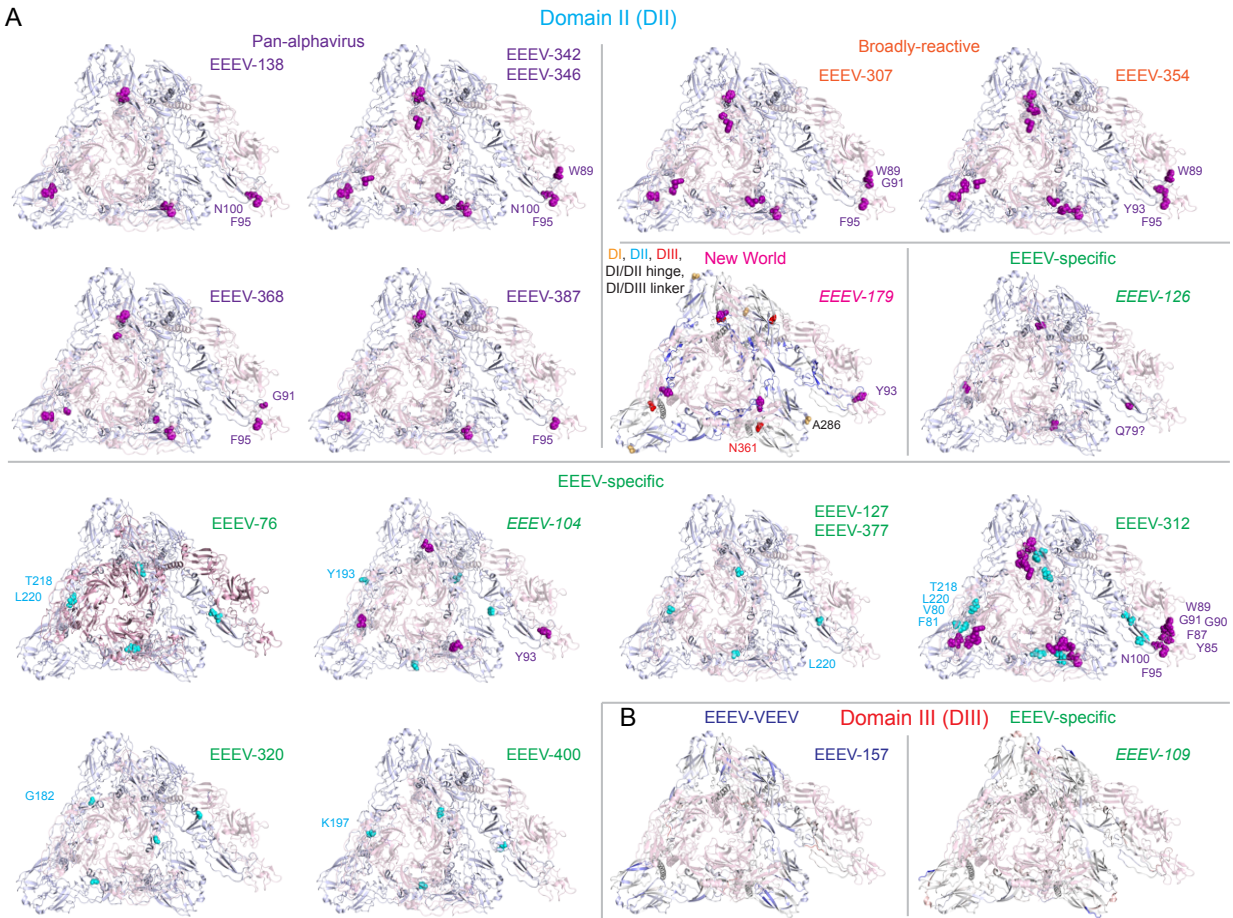 A
Domain II (DII)
Pan-alphavirus
EEEV-138
N100
F95
EEEV-342
EEEV-346
W89
N100
F95
Broadly-reactive
EEEV-307
W89
G91
F95
EEEV-354
W89
Y93
F95
EEEV-368
G91
F95
EEEV-387
F95
DI, DII, DIII,
DI/DII hinge,
DI/DIII linker
New World
EEEV-179
Y93
A286
N361
EEEV-specific
EEEV-126
Q79?
EEEV-specific
EEEV-76
T218
L220
EEEV-104
Y193
Y93
EEEV-127
EEEV-377
L220
EEEV-312
T218
L220
V80
F81
W89
G91 G90
F87
Y85
N100
F95
EEEV-320
G182
EEEV-400
K197
B
Domain III (DIII)
EEEV-VEEV
EEEV-157
EEEV-specific
EEEV-109